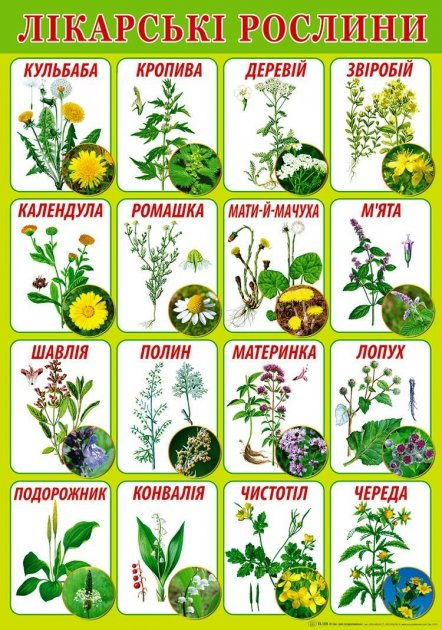 ЛІКАРСЬКІ РОСЛИНИ
КУЛЬБАБА КРОПИВА ДЕРЕВІЙ ЗВІРОБІЙ
КАЛЕНДУЛА РОМАШКА МАТИ-Й-МАЧУХА М'ЯТА
ШАВЛІЯ ПОЛИН МАТЕРИНКА ЛОПУХ
ПОДОРОЖНИК КОНВАЛІЯ ЧИСТОТІЛ ЧЕРЕДА